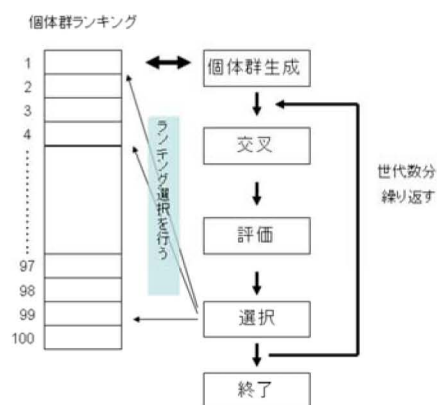 個体群ランキング
1
2
3
4
97
98
99
100
ランキング選択を行う
個体群生成
交叉
評価
選択
終了
世代数分
繰り返す